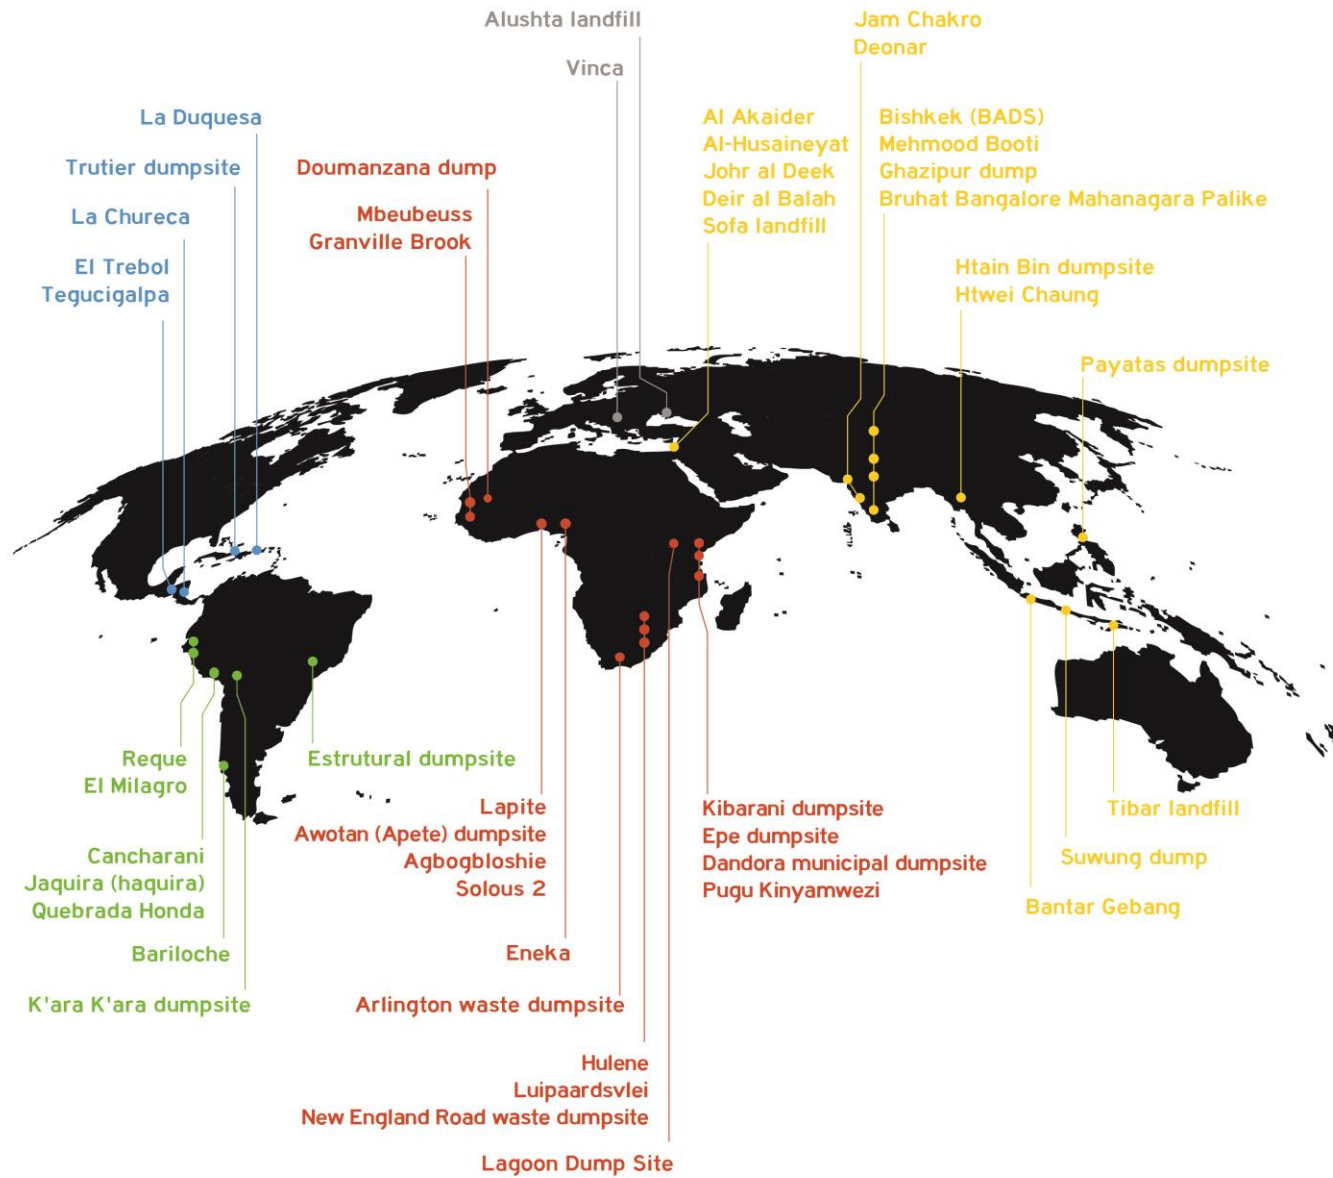 Alushta landfill
Vinca
Jam Chakro
Deonar
La Duquesa
Trutier dumpsite
La Chureca
El Trebol
Tegucigalpa
Doumanzana dump
Mbeubeuss
Granville Brook
Al Akaider
Al-Husaineyat
Johr al Deek
Deir al Balah
Sofa landfill
Bishkek (BADS)
Mehmood Booti
Ghazipur dump
Bruhat Bangalore Mahanagara Palike
Htain Bin dumpsite
Htwei Chaung
Payatas dumpsite
Reque
El Milagro
Estrutural dumpsite
Cancharani
Jaquira (haquira)
Quebrada Honda
Bariloche
K'ara K'ara dumpsite
Lapite
Awotan (Apete) dumpsite
Agbogbloshie
Solous 2
Eneka
Arlington waste dumpsite
Hulene
Luipaardsvlei
New England Road waste dumpsite
Lagoon Dump Site
Kibarani dumpsite
Epe dumpsite
Dandora municipal dumpsite
Pugu Kinyamwezi
Tibar landfill
Suwung dump
Bantar Gebang